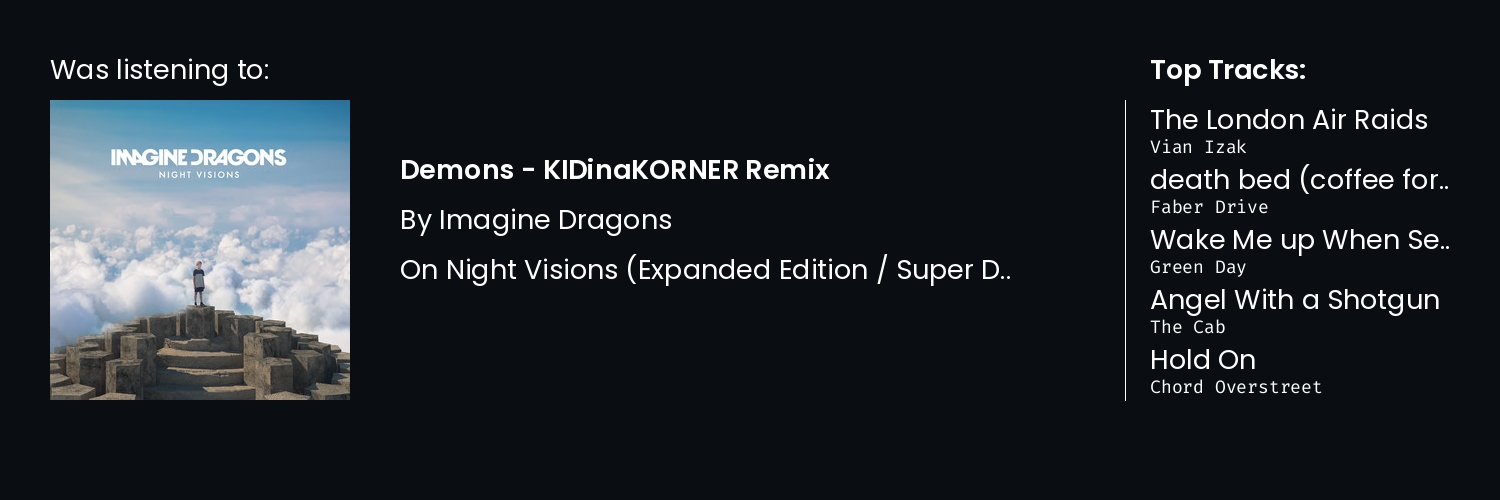 Was listening to:
IMAGINE DRAGONS
NIGHT VISIONS
Demons - KIDinaKORNER Remix
By Imagine Dragons
On Night Visions (Expanded Edition / Super D..
Top Tracks:
The London Air Raids
Vian Izak
death bed (coffee for..
Faber Drive
Wake Me up When Se..
Green Day
Angel With a Shotgun
The Cab
Hold On
Chord Overstreet